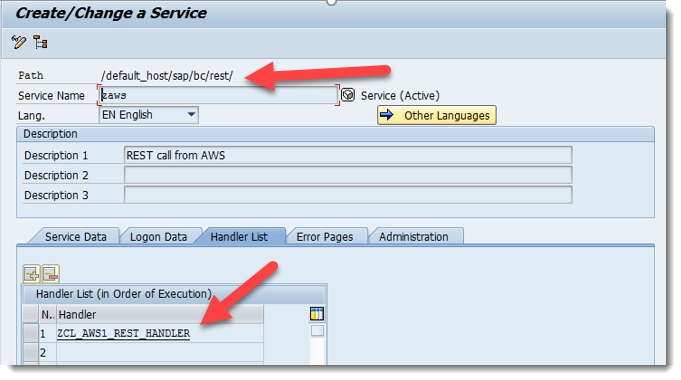 Create/Change a Service
Path /default_host/sap/bc/rest/
Service Name zaws Service (Active)
Lang. EN English Other Languages
Description
Description 1 REST call from AWS
Description 2
Description 3
Service Data Logon Data Handler List Error Pages Administration
Handler List (in Order of Execution)
N.. Handler
1 ZCL_AWS1_REST_HANDLER
2